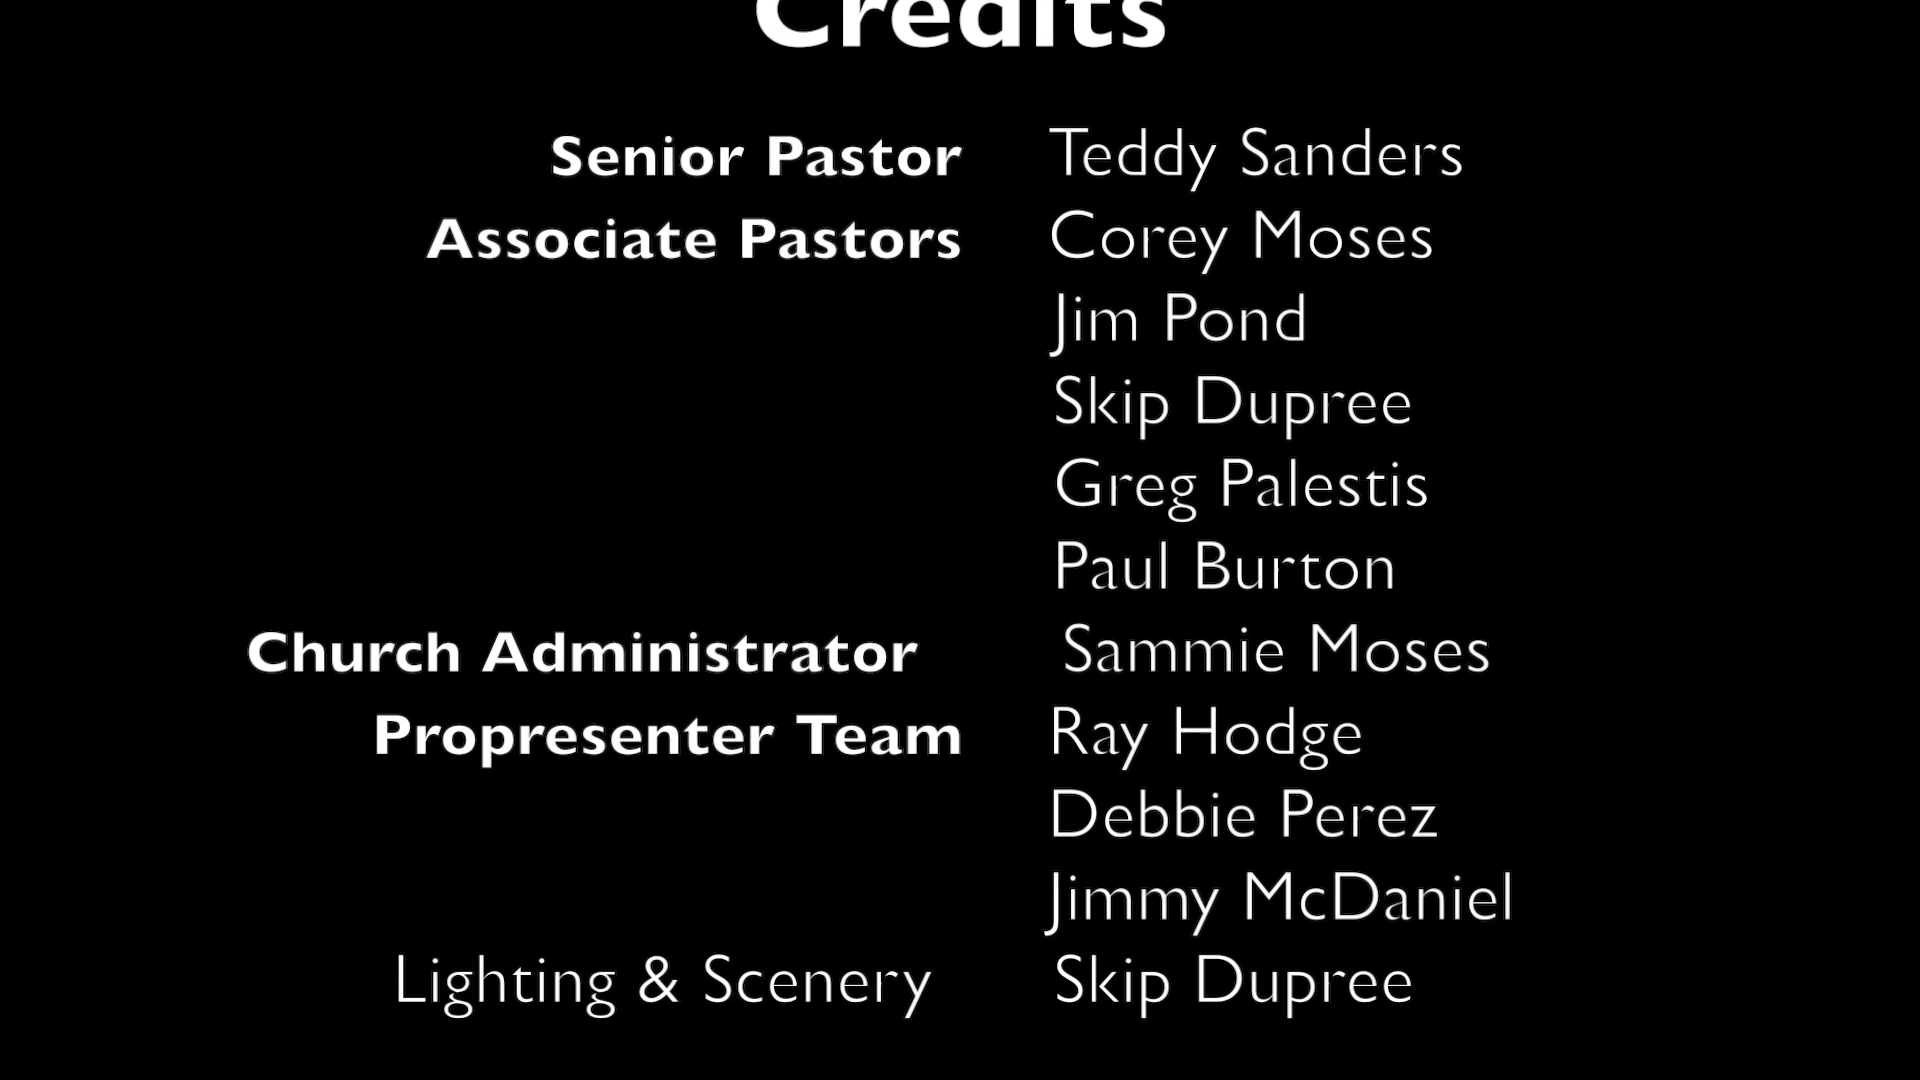 Credits
Senior Pastor Teddy Sanders
Associate Pastors Corey Moses
Jim Pond
Skip Dupree
Greg Palestis
Paul Burton
Church Administrator Sammie Moses
Propresenter Team Ray Hodge
Debbie Perez
Jimmy McDaniel
Lighting & Scenery Skip Dupree